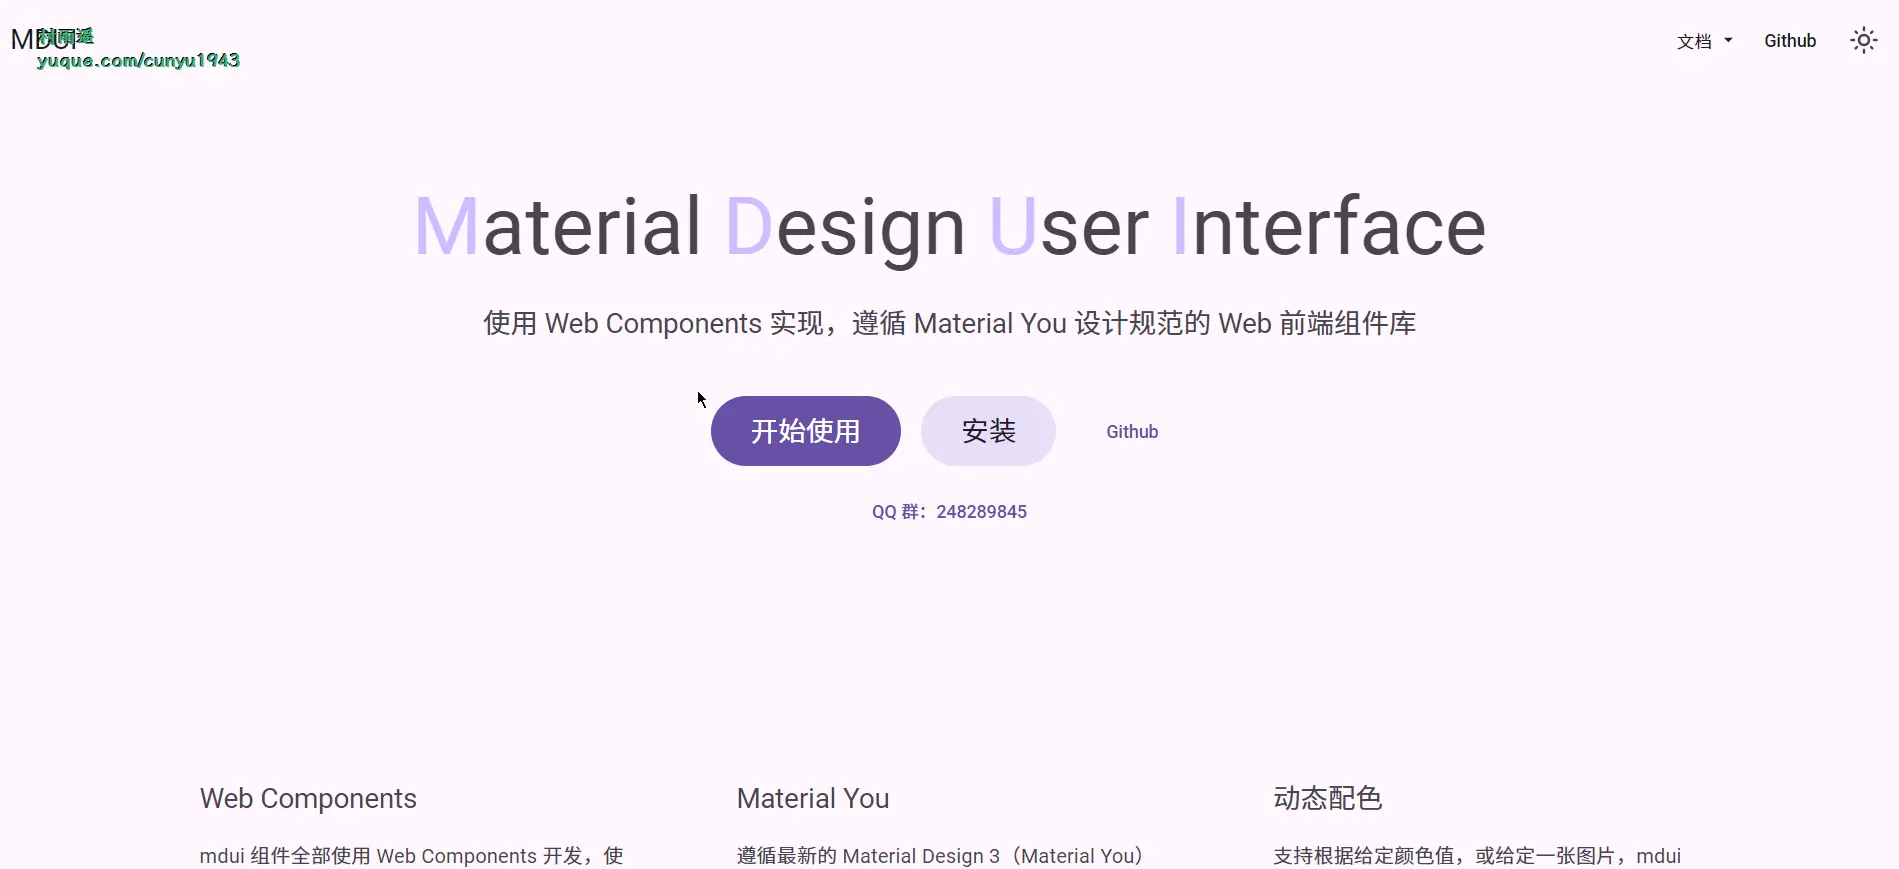 MDUI
村雨遥
yuque.com/cunyu1943
文档
Github
Material Design User Interface
使用 Web Components 实现，遵循 Material You 设计规范的 Web 前端组件库
开始使用
安装
Github
QQ 群：248289845
Web Components
Material You
动态配色
mdui 组件全部使用 Web Components 开发，使
遵循最新的 Material Design 3（Material You）
支持根据给定颜色值，或给定一张图片，mdui